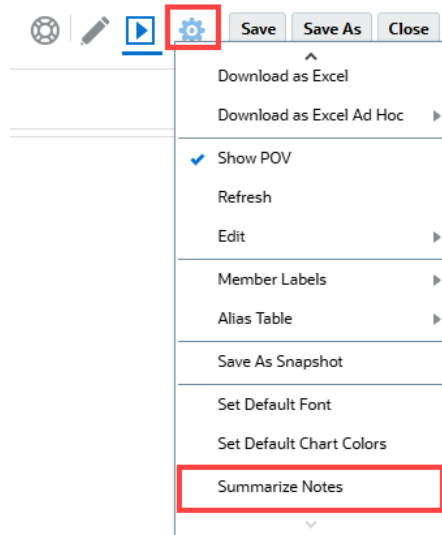 Save Save As Close
Download as Excel
Download as Excel Ad Hoc
Show POV
Refresh
Edit
Member Labels
Alias Table
Save As Snapshot
Set Default Font
Set Default Chart Colors
Summarize Notes